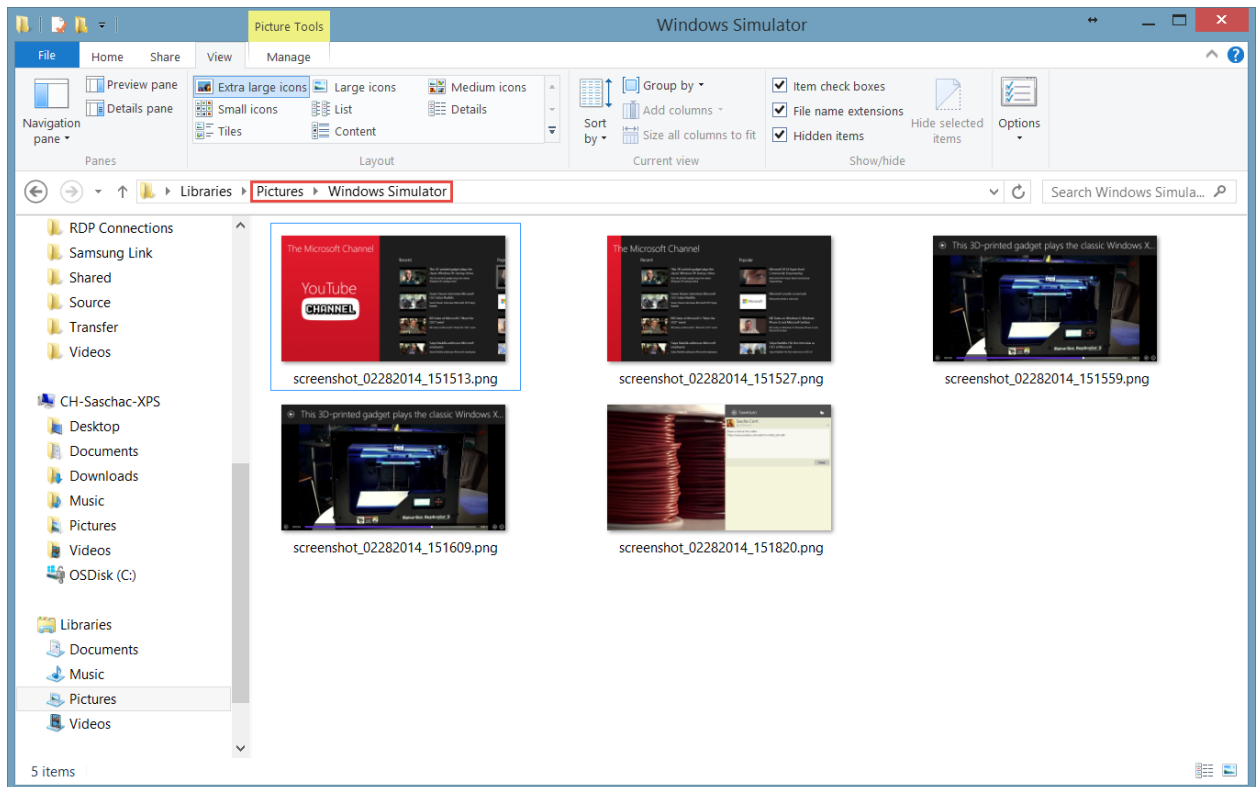 Picture Tools
Windows Simulator
File
Home
Share
View
Manage
Navigation
pane
Preview pane
Details pane
Panes
Extra large icons
Large icons
Medium icons
Small icons
List
Details
Tiles
Content
Layout
Sort
by
Group by
Add columns
Size all columns to fit
Current view
Item check boxes
File name extensions
Hidden items
Hide selected
items
Show/hide
Options
Libraries
Pictures
Windows Simulator
Search Windows Simula...
RDP Connections
Samsung Link
Shared
Source
Transfer
Videos
CH-Saschac-XPS
Desktop
Documents
Downloads
Music
Pictures
Videos
OSDisk (C:)
Libraries
Documents
Music
Pictures
Videos
The Microsoft Channel
Recent
YouTube
CHANNEL
screenshot_02282014_151513.png
The Microsoft Channel
Recent
Popular
Microsoft
screenshot_02282014_151527.png
This 3D-printed gadget plays the classic Windows X...
screenshot_02282014_151559.png
This 3D-printed gadget plays the classic Windows X...
screenshot_02282014_151609.png
screenshot_02282014_151820.png
5 items